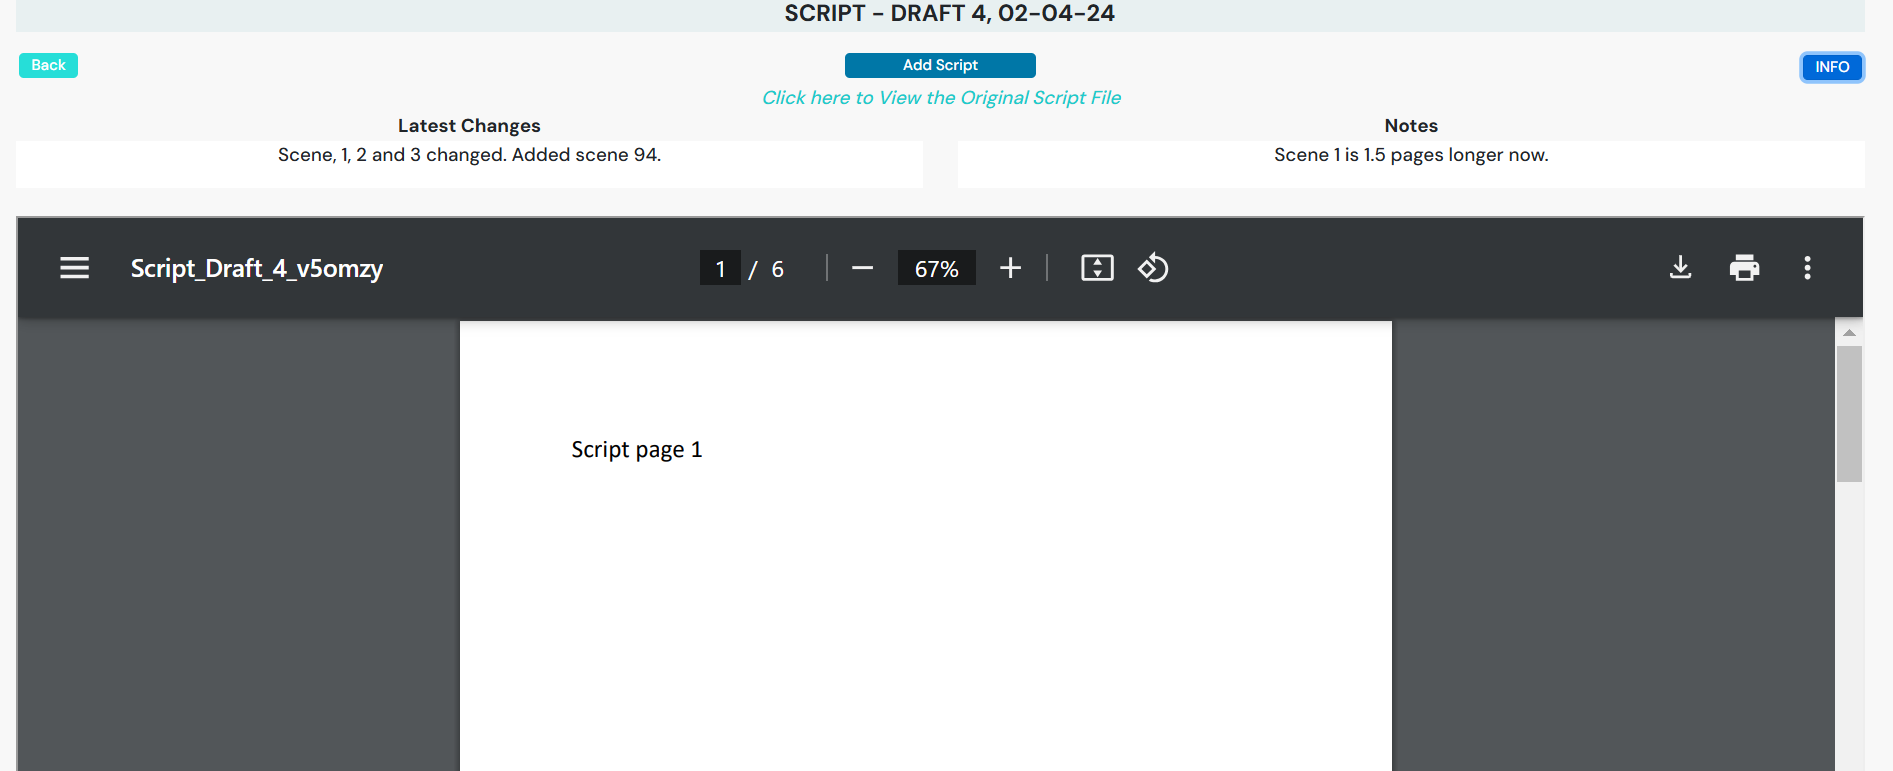 SCRIPT - DRAFT 4, 02-04-24
Back
Add Script
INFO
Click here to View the Original Script File
Latest Changes
Notes
Scene, 1, 2 and 3 changed. Added scene 94.
Scene 1 is 1.5 pages longer now.
Script_Draft_4_v5omzy
1 / 6
67%
Script page 1